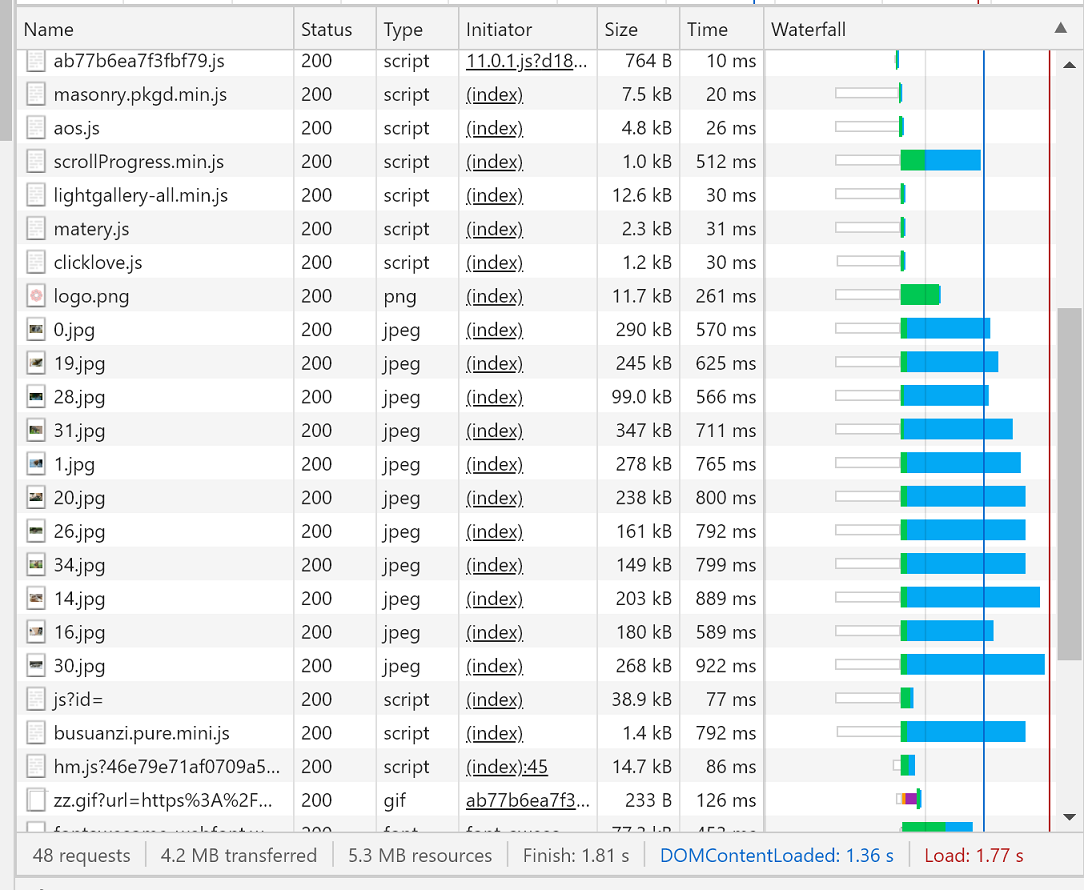 Name Status Type Initiator Size Time Waterfall
ab77b6ea7f3fbf79.js 200 script 11.0.1.js?d18... 764 B 10 ms
masonry.pkgd.min.js 200 script (index) 7.5 kB 20 ms
aos.js 200 script (index) 4.8 kB 26 ms
scrollProgress.min.js 200 script (index) 1.0 kB 512 ms
lightgallery-all.min.js 200 script (index) 12.6 kB 30 ms
matery.js 200 script (index) 2.3 kB 31 ms
clicklove.js 200 script (index) 1.2 kB 30 ms
logo.png 200 png (index) 11.7 kB 261 ms
0.jpg 200 jpeg (index) 290 kB 570 ms
19.jpg 200 jpeg (index) 245 kB 625 ms
28.jpg 200 jpeg (index) 99.0 kB 566 ms
31.jpg 200 jpeg (index) 347 kB 711 ms
1.jpg 200 jpeg (index) 278 kB 765 ms
20.jpg 200 jpeg (index) 238 kB 800 ms
26.jpg 200 jpeg (index) 161 kB 792 ms
34.jpg 200 jpeg (index) 149 kB 799 ms
14.jpg 200 jpeg (index) 203 kB 889 ms
16.jpg 200 jpeg (index) 180 kB 589 ms
30.jpg 200 jpeg (index) 268 kB 922 ms
js?id= 200 script (index) 38.9 kB 77 ms
busuanzi.pure.mini.js 200 script (index) 1.4 kB 792 ms
hm.js?46e79e71af0709a5... 200 script (index):45 14.7 kB 86 ms
zz.gif?url=https%3A%2F... 200 gif ab77b6ea7f3... 233 B 126 ms
48 requests 4.2 MB transferred 5.3 MB resources Finish: 1.81 s DOMContentLoaded: 1.36 s Load: 1.77 s